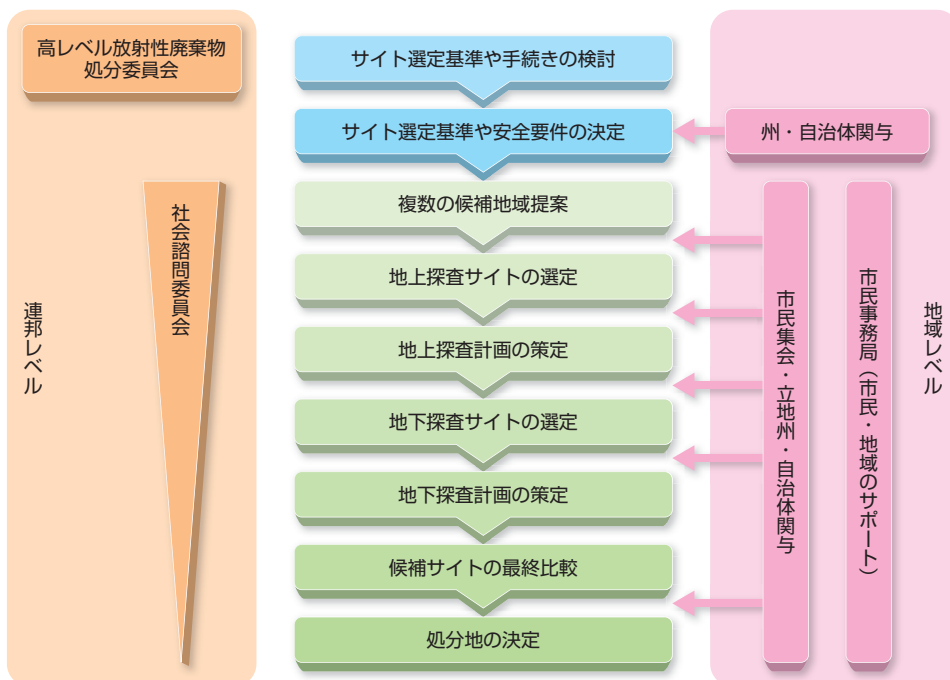 高レベル放射性廃棄物
処分委員会
社会諮問委員会
連邦レベル
サイト選定基準や手続きの検討
サイト選定基準や安全要件の決定
複数の候補地域提案
地上探査サイトの選定
地上探査計画の策定
地下探査サイトの選定
地下探査計画の策定
候補サイトの最終比較
処分地の決定
州・自治体関与
市民集会・立地州・自治体関与
市民事務局（市民・地域のサポート）
地域レベル